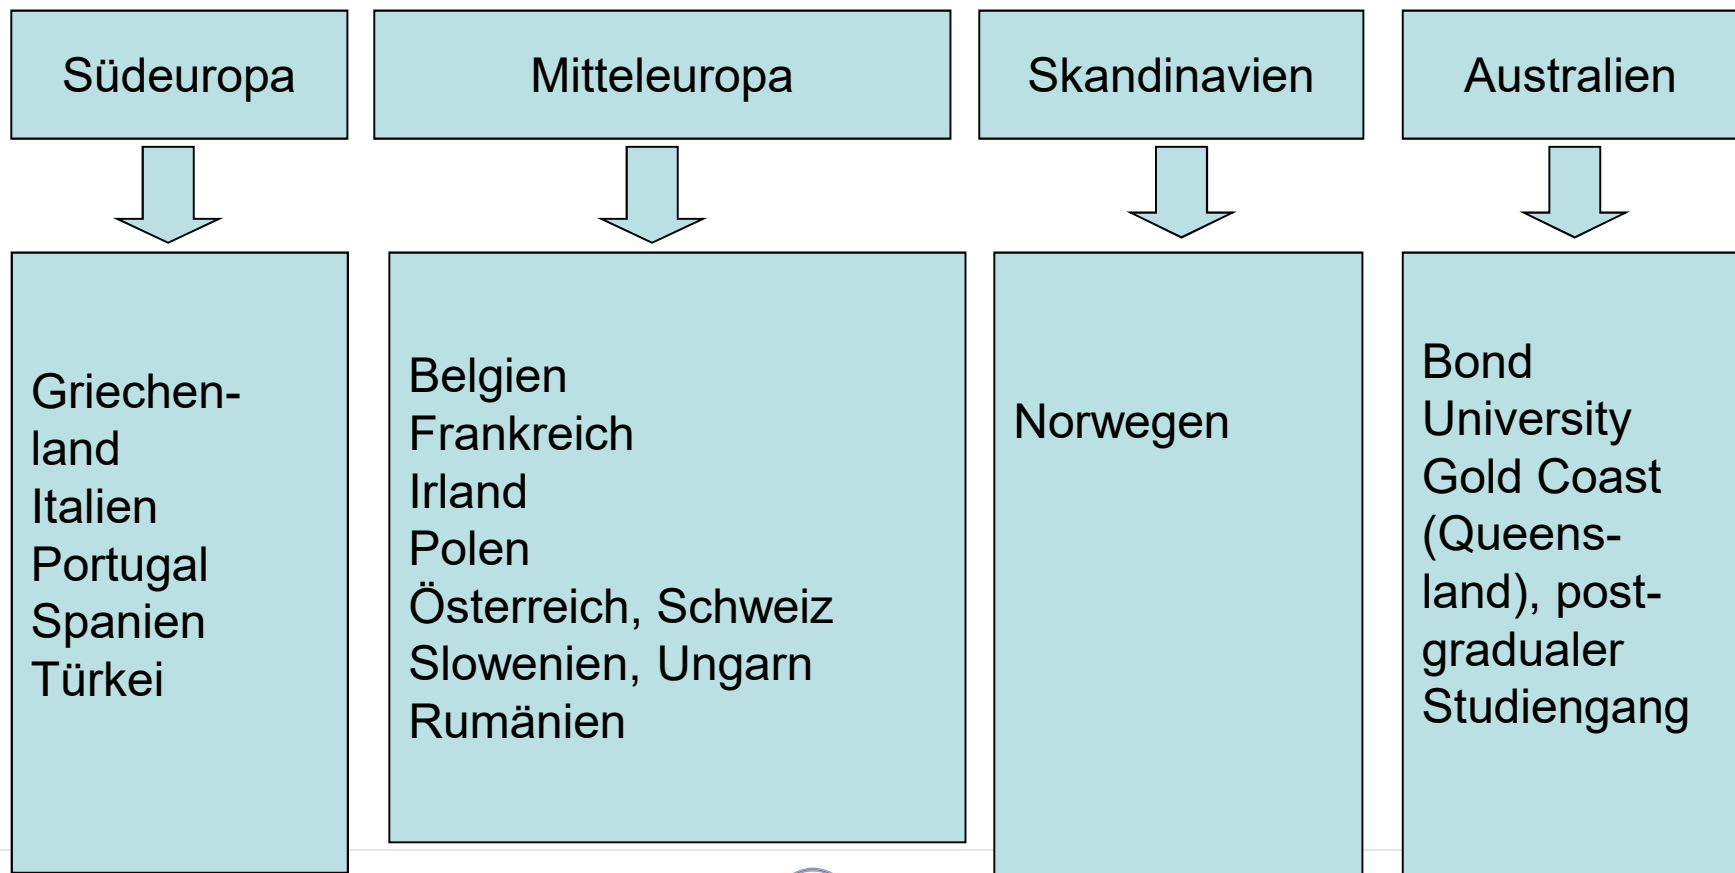 Südeuropa
Griechen-
land
Italien
Portugal
Spanien
Türkei
Mitteleuropa
Belgien
Frankreich
Irland
Polen
Österreich, Schweiz
Slowenien, Ungarn
Rumänien
Skandinavien
Norwegen
Australien
Bond
University
Gold Coast
(Queens-
land), post-
gradualer
Studiengang